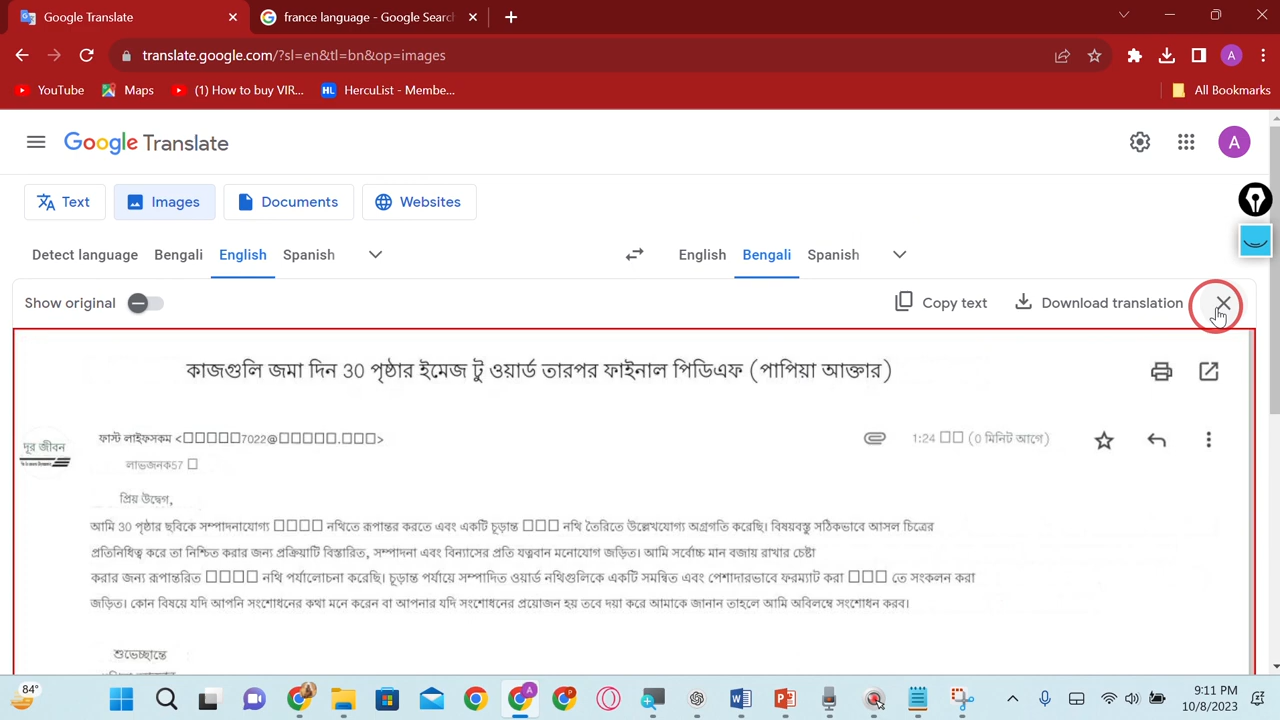 Google Translate
france language - Google Search
translate.google.com/?sl=en&tl=bn&op=images
A
YouTube
Maps
(1) How to buy VIR...
HL HercuList - Membe...
All Bookmarks
Google Translate
A
Text
Images
Documents
Websites
Detect language
Bengali
English
Spanish
English
Bengali
Spanish
Show original
Copy text
Download translation
কাজগুলি জমা দিন 30 পৃষ্ঠার ইমেজ টু ওয়ার্ড তারপর ফাইনাল পিডিএফ (পাপিয়া আক্তার)
দূর জীবন
ফাস্ট লাইফসকম <□□□□□7022@□□□□□.□□□>
1:24 □□ (0 মিনিট আগে)
লাভজনক57 □
প্রিয় উদ্বেগ,
আমি 30 পৃষ্ঠার ছবিকে সম্পাদনাযোগ্য □□□□ নথিতে রূপান্তর করতে এবং একটি চূড়ান্ত □□□ নথি তৈরিতে উল্লেখযোগ্য অগ্রগতি করেছি। বিষয়বস্তু সঠিকভাবে আসল চিত্রের
প্রতিনিধিত্ব করে তা নিশ্চিত করার জন্য প্রক্রিয়াটি বিস্তারিত, সম্পাদনা এবং বিন্যাসের প্রতি যত্নবান মনোযোগ জড়িত। আমি সর্বোচ্চ মান বজায় রাখার চেষ্টা
করার জন্য রূপান্তরিত □□□□ নথি পর্যালোচনা করেছি। চূড়ান্ত পর্যায়ে সম্পাদিত ওয়ার্ড নথিগুলিকে একটি সমন্বিত এবং পেশাদারভাবে ফরম্যাট করা □□□ তে সংকলন করা
জড়িত। কোন বিষয়ে যদি আপনি সংশোধনের কথা মনে করেন বা আপনার যদি সংশোধনের প্রয়োজন হয় তবে দয়া করে আমাকে জানান তাহলে আমি অবিলম্বে সংশোধন করব।
শুভেচ্ছান্তে
84°
9:11 PM
10/8/2023